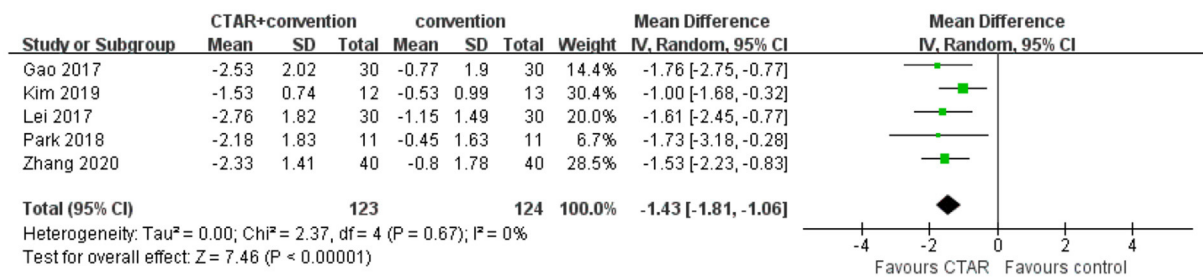 CTAR+convention convention Mean Difference Mean Difference
Study or Subgroup Mean SD Total Mean SD Total Weight IV, Random, 95% CI IV, Random, 95% CI
Gao 2017 -2.53 2.02 30 -0.77 1.9 30 14.4% -1.76 [-2.75, -0.77]
Kim 2019 -1.53 0.74 12 -0.53 0.99 13 30.4% -1.00 [-1.68, -0.32]
Lei 2017 -2.76 1.82 30 -1.15 1.49 30 20.0% -1.61 [-2.45, -0.77]
Park 2018 -2.18 1.83 11 -0.45 1.63 11 6.7% -1.73 [-3.18, -0.28]
Zhang 2020 -2.33 1.41 40 -0.8 1.78 40 28.5% -1.53 [-2.23, -0.83]
Total (95% CI) 123 124 100.0% -1.43 [-1.81, -1.06]
Heterogeneity: Tau² = 0.00; Chi² = 2.37, df = 4 (P = 0.67); I² = 0%
Test for overall effect: Z = 7.46 (P < 0.00001)
-4 -2 0 2 4
Favours CTAR Favours control